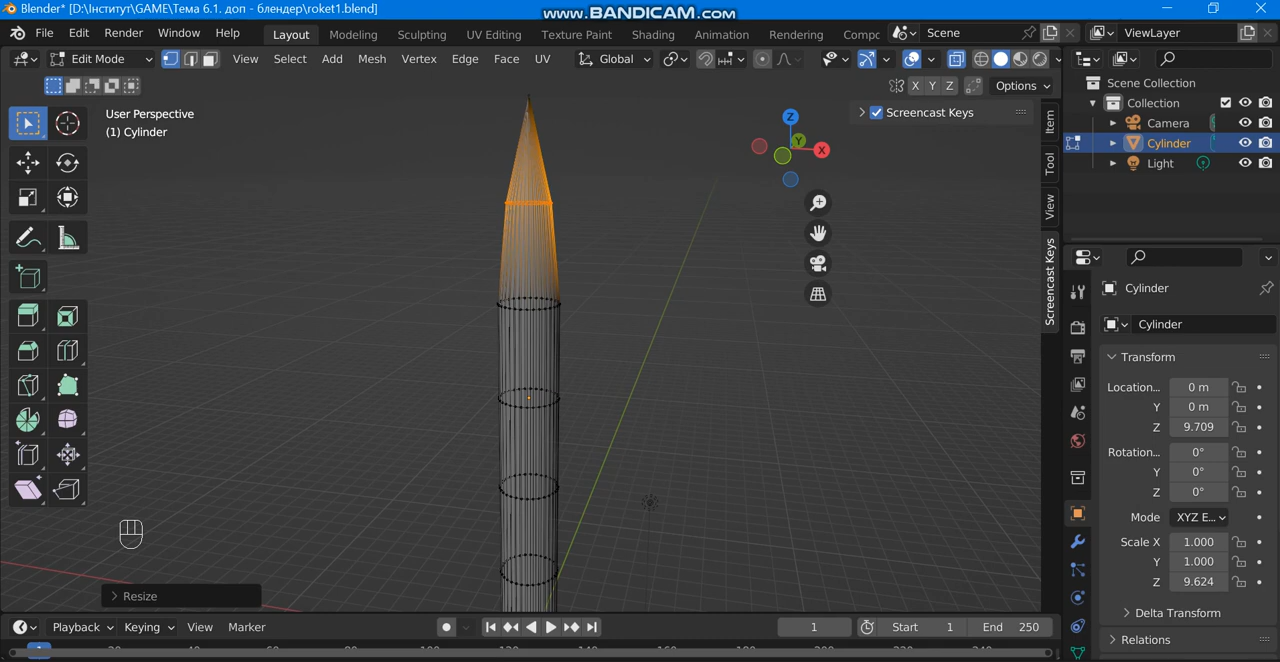 Blender* [D:\Інститут\GAME\Тема 6.1. доп - блендер\roket1.blend]
www.BANDICAM.com
File Edit Render Window Help Layout Modeling Sculpting UV Editing Texture Paint Shading Animation Rendering Compc Scene ViewLayer
Edit Mode View Select Add Mesh Vertex Edge Face UV Global
X Y Z Options
User Perspective
(1) Cylinder
Screencast Keys
Z
Y
X
Item
Tool
View
Screencast Keys
Resize
Scene Collection
Collection
Camera
Cylinder
Light
Cylinder
Cylinder
Transform
Location... 0 m
Y 0 m
Z 9.709
Rotation... 0°
Y 0°
Z 0°
Mode XYZ E...
Scale X 1.000
Y 1.000
Z 9.624
Delta Transform
Relations
Playback Keying View Marker 1 Start 1 End 250